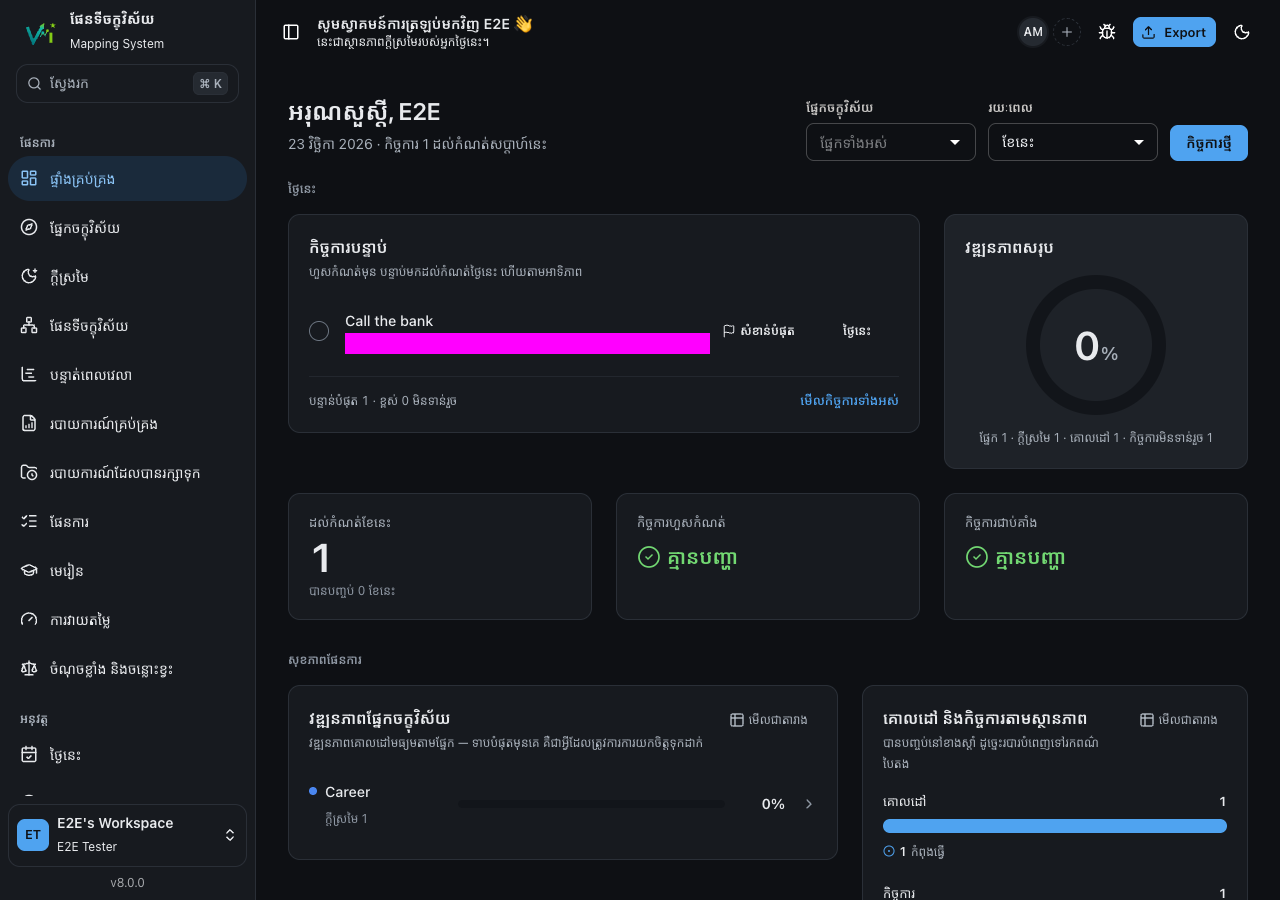 ផែនទីចក្ខុវិស័យ
Mapping System
ស្វែងរក
⌘ K
ផែនការ
ផ្ទាំងគ្រប់គ្រង
ផ្នែកចក្ខុវិស័យ
ក្តីស្រមៃ
ផែនទីចក្ខុវិស័យ
បន្ទាត់ពេលវេលា
របាយការណ៍គ្រប់គ្រង
របាយការណ៍ដែលបានរក្សាទុក
ផែនការ
មេរៀន
ការវាយតម្លៃ
ចំណុចខ្លាំង និងចន្លោះខ្វះ
អនុវត្ត
ថ្ងៃនេះ
ET
E2E's Workspace
E2E Tester
v8.0.0
សូមស្វាគមន៍ការត្រឡប់មកវិញ E2E 👋
នេះជាស្ថានភាពក្តីស្រមៃរបស់អ្នកថ្ងៃនេះ។
AM
Export
អរុណសួស្តី, E2E
23 វិច្ឆិកា 2026 · កិច្ចការ 1 ដល់កំណត់សប្តាហ៍នេះ
ផ្នែកចក្ខុវិស័យ
ផ្នែកទាំងអស់
រយៈពេល
ខែនេះ
កិច្ចការថ្មី
ថ្ងៃនេះ
កិច្ចការបន្ទាប់
ហួសកំណត់មុន បន្ទាប់មកដល់កំណត់ថ្ងៃនេះ ហើយតាមអាទិភាព
Call the bank
សំខាន់បំផុត
ថ្ងៃនេះ
បន្ទាន់បំផុត 1 · ខ្ពស់ 0 មិនទាន់រួច
មើលកិច្ចការទាំងអស់
វឌ្ឍនភាពសរុប
0%
ផ្នែក 1 · ក្តីស្រមៃ 1 · គោលដៅ 1 · កិច្ចការមិនទាន់រួច 1
ដល់កំណត់ខែនេះ
1
បានបញ្ចប់ 0 ខែនេះ
កិច្ចការហួសកំណត់
គ្មានបញ្ហា
កិច្ចការជាប់គាំង
គ្មានបញ្ហា
សុខភាពផែនការ
វឌ្ឍនភាពផ្នែកចក្ខុវិស័យ
មើលជាតារាង
វឌ្ឍនភាពគោលដៅមធ្យមតាមផ្នែក — ទាបបំផុតមុនគេ គឺជាអ្វីដែលត្រូវការការយកចិត្តទុកដាក់
Career
ក្តីស្រមៃ 1
0%
គោលដៅ និងកិច្ចការតាមស្ថានភាព
មើលជាតារាង
បានបញ្ចប់នៅខាងស្តាំ ដូច្នេះរបារបំពេញទៅរកពណ៌
បៃតង
គោលដៅ
1
1 កំពុងធ្វើ
កិច្ចការ
1